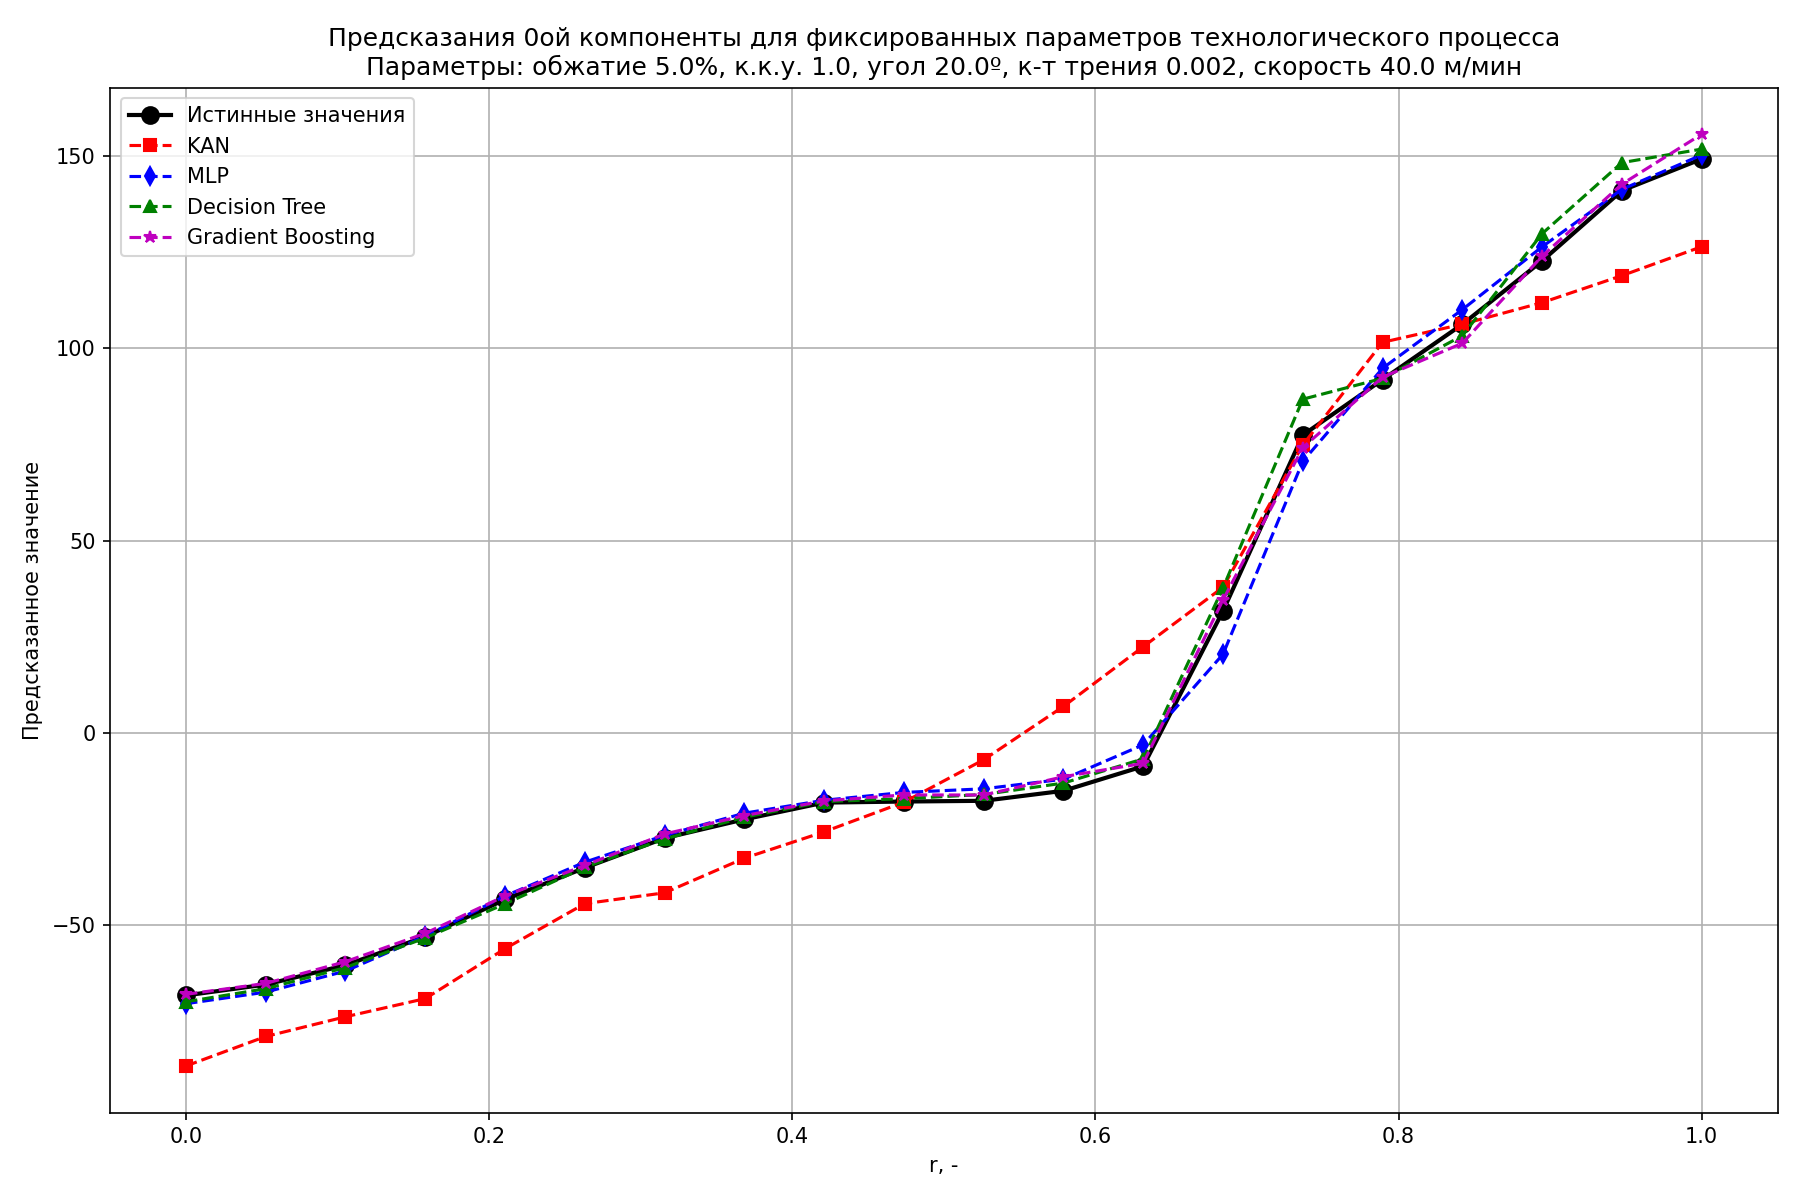 Предсказания 0ой компоненты для фиксированных параметров технологического процесса
Параметры: обжатие 5.0%, к.к.у. 1.0, угол 20.0º, к-т трения 0.002, скорость 40.0 м/мин
Истинные значения
KAN
MLP
Decision Tree
Gradient Boosting
Предсказанное значение
150
100
50
0
−50
0.0
0.2
0.4
0.6
0.8
1.0
r, -